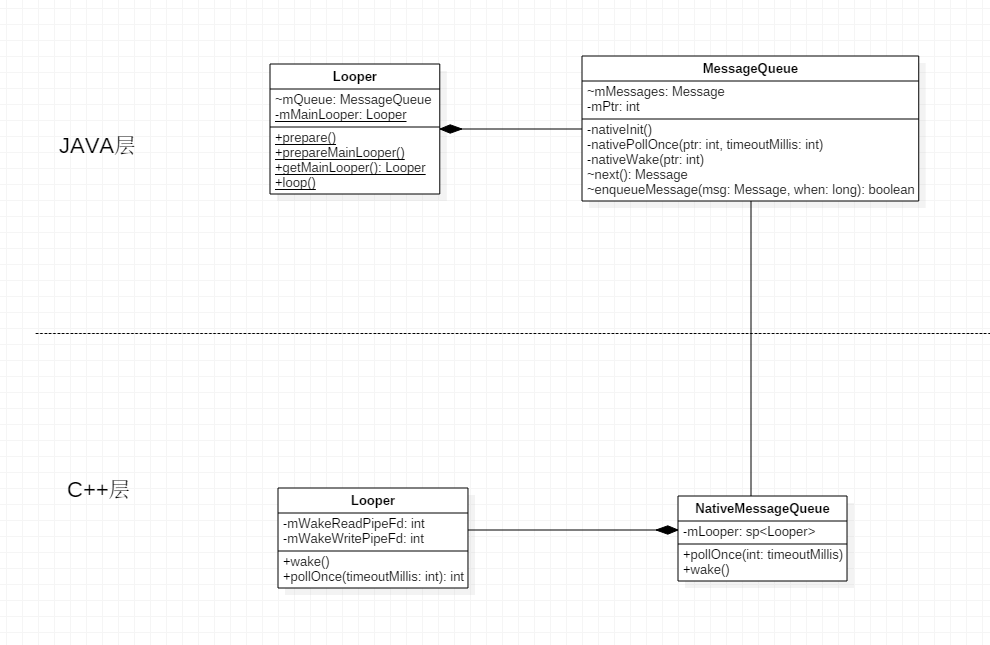 JAVA层
Looper
~mQueue: MessageQueue
-mMainLooper: Looper
+prepare()
+prepareMainLooper()
+getMainLooper(): Looper
+loop()
MessageQueue
~mMessages: Message
-mPtr: int
-nativeInit()
-nativePollOnce(ptr: int, timeoutMillis: int)
-nativeWake(ptr: int)
~next(): Message
~enqueueMessage(msg: Message, when: long): boolean
C++层
Looper
-mWakeReadPipeFd: int
-mWakeWritePipeFd: int
+wake()
+pollOnce(timeoutMillis: int): int
NativeMessageQueue
-mLooper: sp<Looper>
+pollOnce(int: timeoutMillis)
+wake()